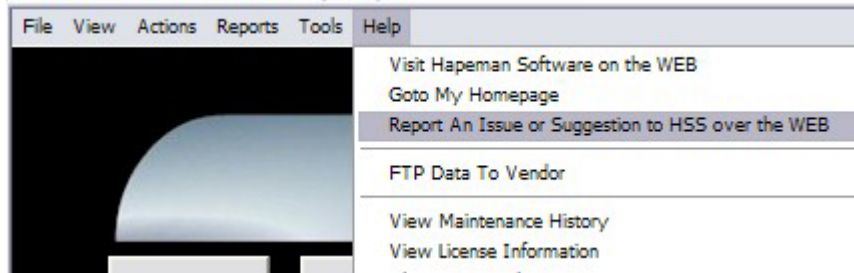 File View Actions Reports Tools Help
Visit Hapeman Software on the WEB
Goto My Homepage
Report An Issue or Suggestion to HSS over the WEB
FTP Data To Vendor
View Maintenance History
View License Information